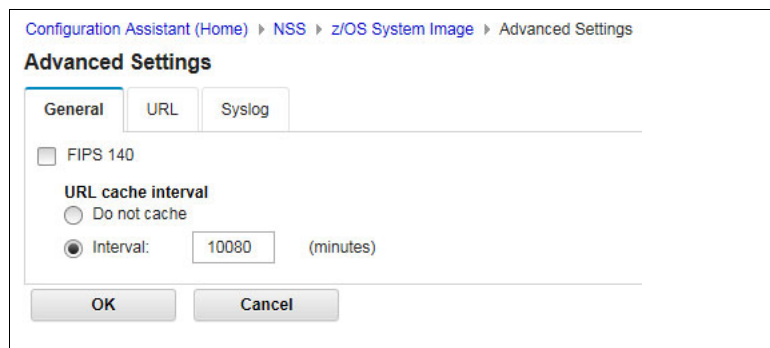 Configuration Assistant (Home) ▶ NSS ▶ z/OS System Image ▶ Advanced Settings
Advanced Settings
General URL Syslog
FIPS 140
URL cache interval
Do not cache
Interval: 10080 (minutes)
OK Cancel